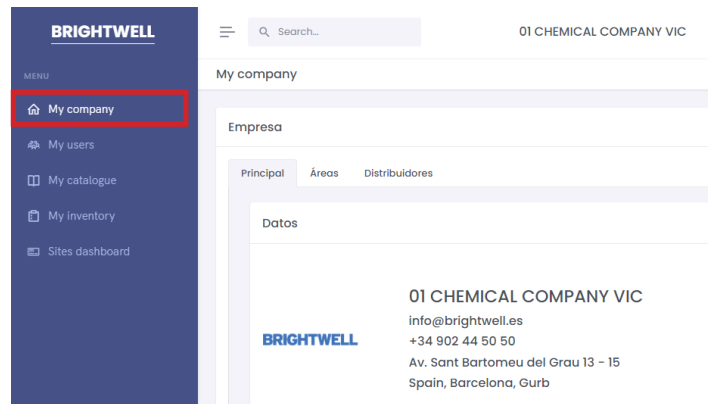 BRIGHTWELL
Search...
01 CHEMICAL COMPANY VIC
MENU
My company
My users
My catalogue
My inventory
Sites dashboard
My company
Empresa
Principal Áreas Distribuidores
Datos
BRIGHTWELL
01 CHEMICAL COMPANY VIC
info@brightwell.es
+34 902 44 50 50
Av. Sant Bartomeu del Grau 13 - 15
Spain, Barcelona, Gurb